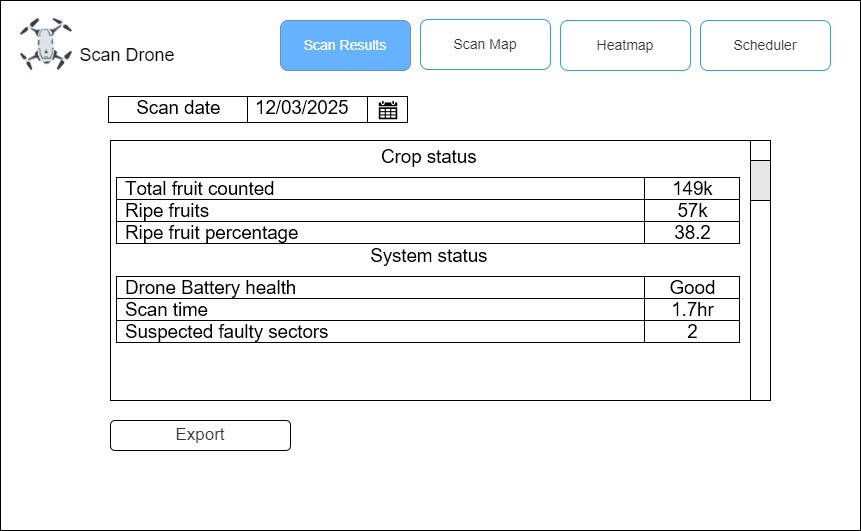 Scan Drone
Scan Results
Scan Map
Heatmap
Scheduler
Scan date 12/03/2025
Crop status
Total fruit counted 149k
Ripe fruits 57k
Ripe fruit percentage 38.2
System status
Drone Battery health Good
Scan time 1.7hr
Suspected faulty sectors 2
Export